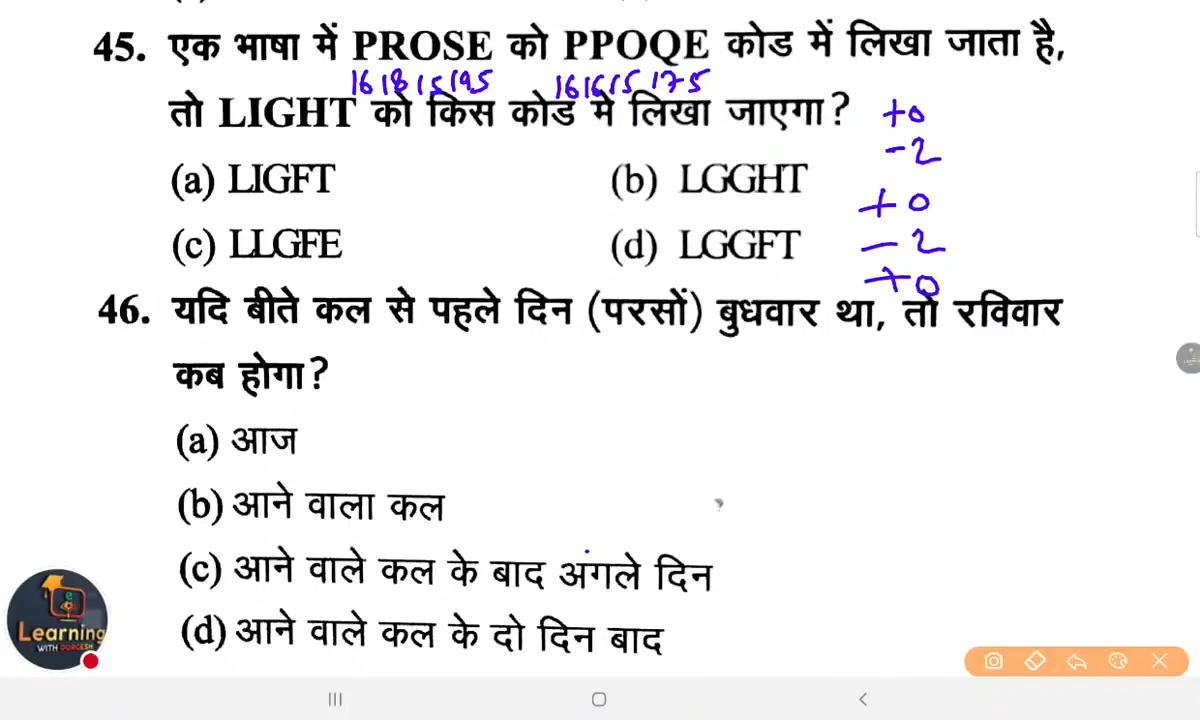 45. एक भाषा में PROSE को PPOQE कोड में लिखा जाता है,
16 18 15 19 5 16 16 15 17 5
तो LIGHT को किस कोड मे लिखा जाएगा?
+0
-2
+0
-2
+0
(a) LIGFT (b) LGGHT
(c) LLGFE (d) LGGFT
46. यदि बीते कल से पहले दिन (परसों) बुधवार था, तो रविवार
कब होगा?
(a) आज
(b) आने वाला कल
(c) आने वाले कल के बाद अगले दिन
(d) आने वाले कल के दो दिन बाद
Learning
WITH DURGESH